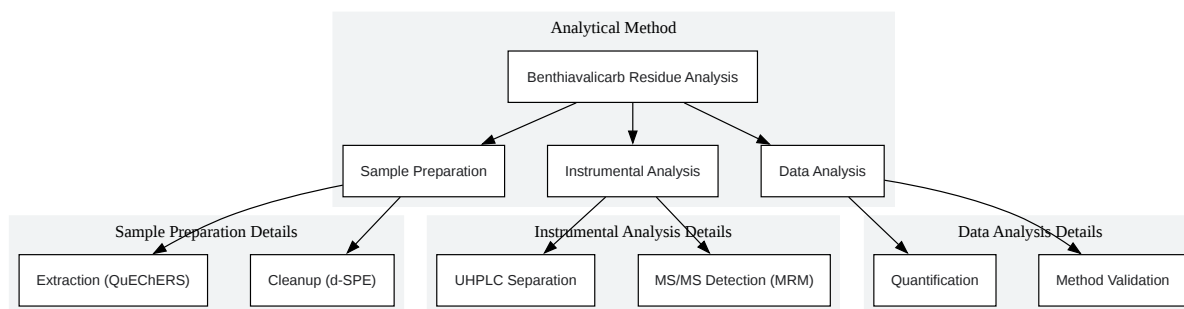 Analytical Method
Benthiavalicarb Residue Analysis
Sample Preparation
Instrumental Analysis
Data Analysis
Sample Preparation Details
Instrumental Analysis Details
Data Analysis Details
Extraction (QuEChERS)
Cleanup (d-SPE)
UHPLC Separation
MS/MS Detection (MRM)
Quantification
Method Validation